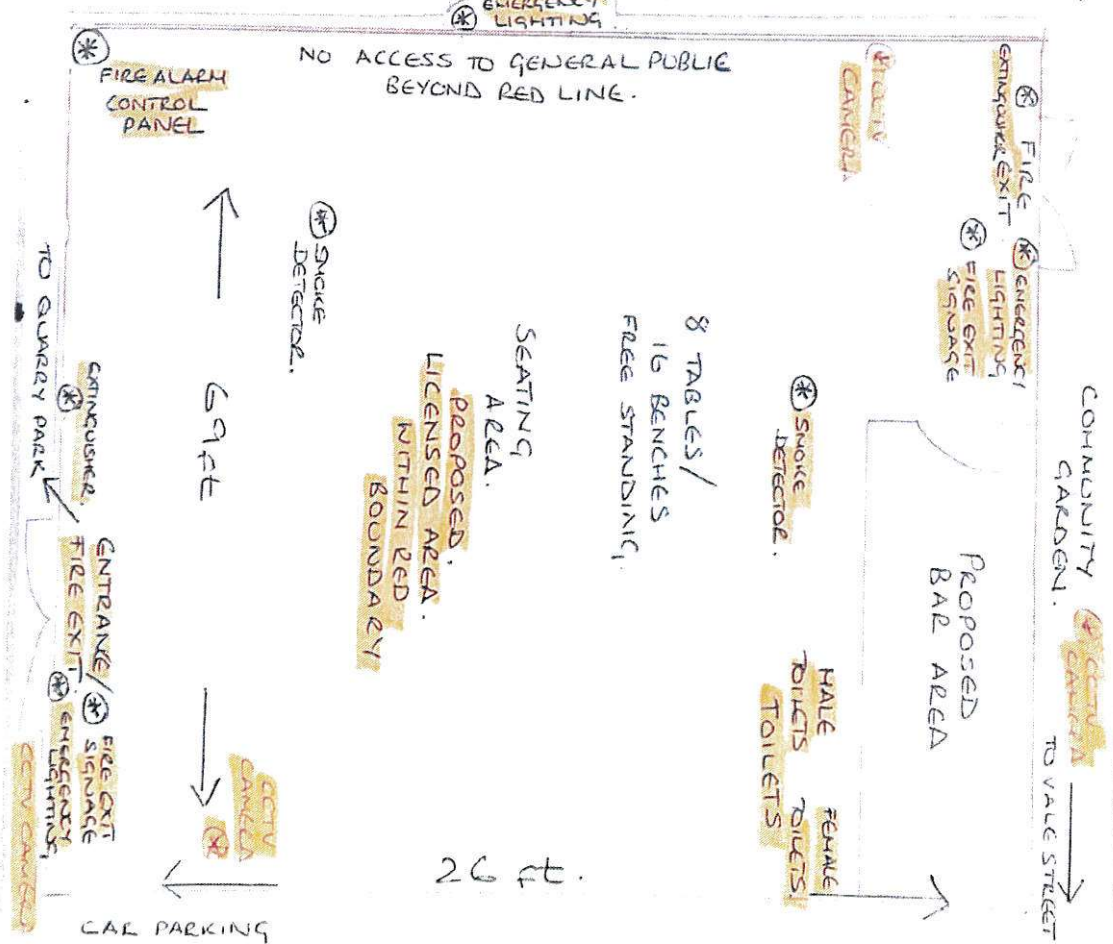 EMERGENCY
LIGHTING
NO ACCESS TO GENERAL PUBLIC
BEYOND RED LINE.
FIRE ALARM
CONTROL
PANEL
CCTV
CAMERA
FIRE
EXIT
EXTINGUISHER
EMERGENCY
LIGHTING
FIRE EXIT
SIGNAGE
COMMUNITY
GARDEN.
CCTV
CAMERA
TO VALE STREET
SMOKE
DETECTOR.
69ft
TO QUARRY PARK
EXTINGUISHER.
8 TABLES/
16 BENCHES
FREE STANDING,
SEATING
AREA.
PROPOSED.
LICENSED AREA.
WITHIN RED
BOUNDARY
SMOKE
DETECTOR.
PROPOSED
BAR AREA
MALE
TOILETS
FEMALE
TOILETS
TOILETS
ENTRANCE/
FIRE EXIT.
FIRE EXIT
SIGNAGE
EMERGENCY
LIGHTING
CCTV CAMERA
CCTV
CAMERA
26 ft.
CAR PARKING